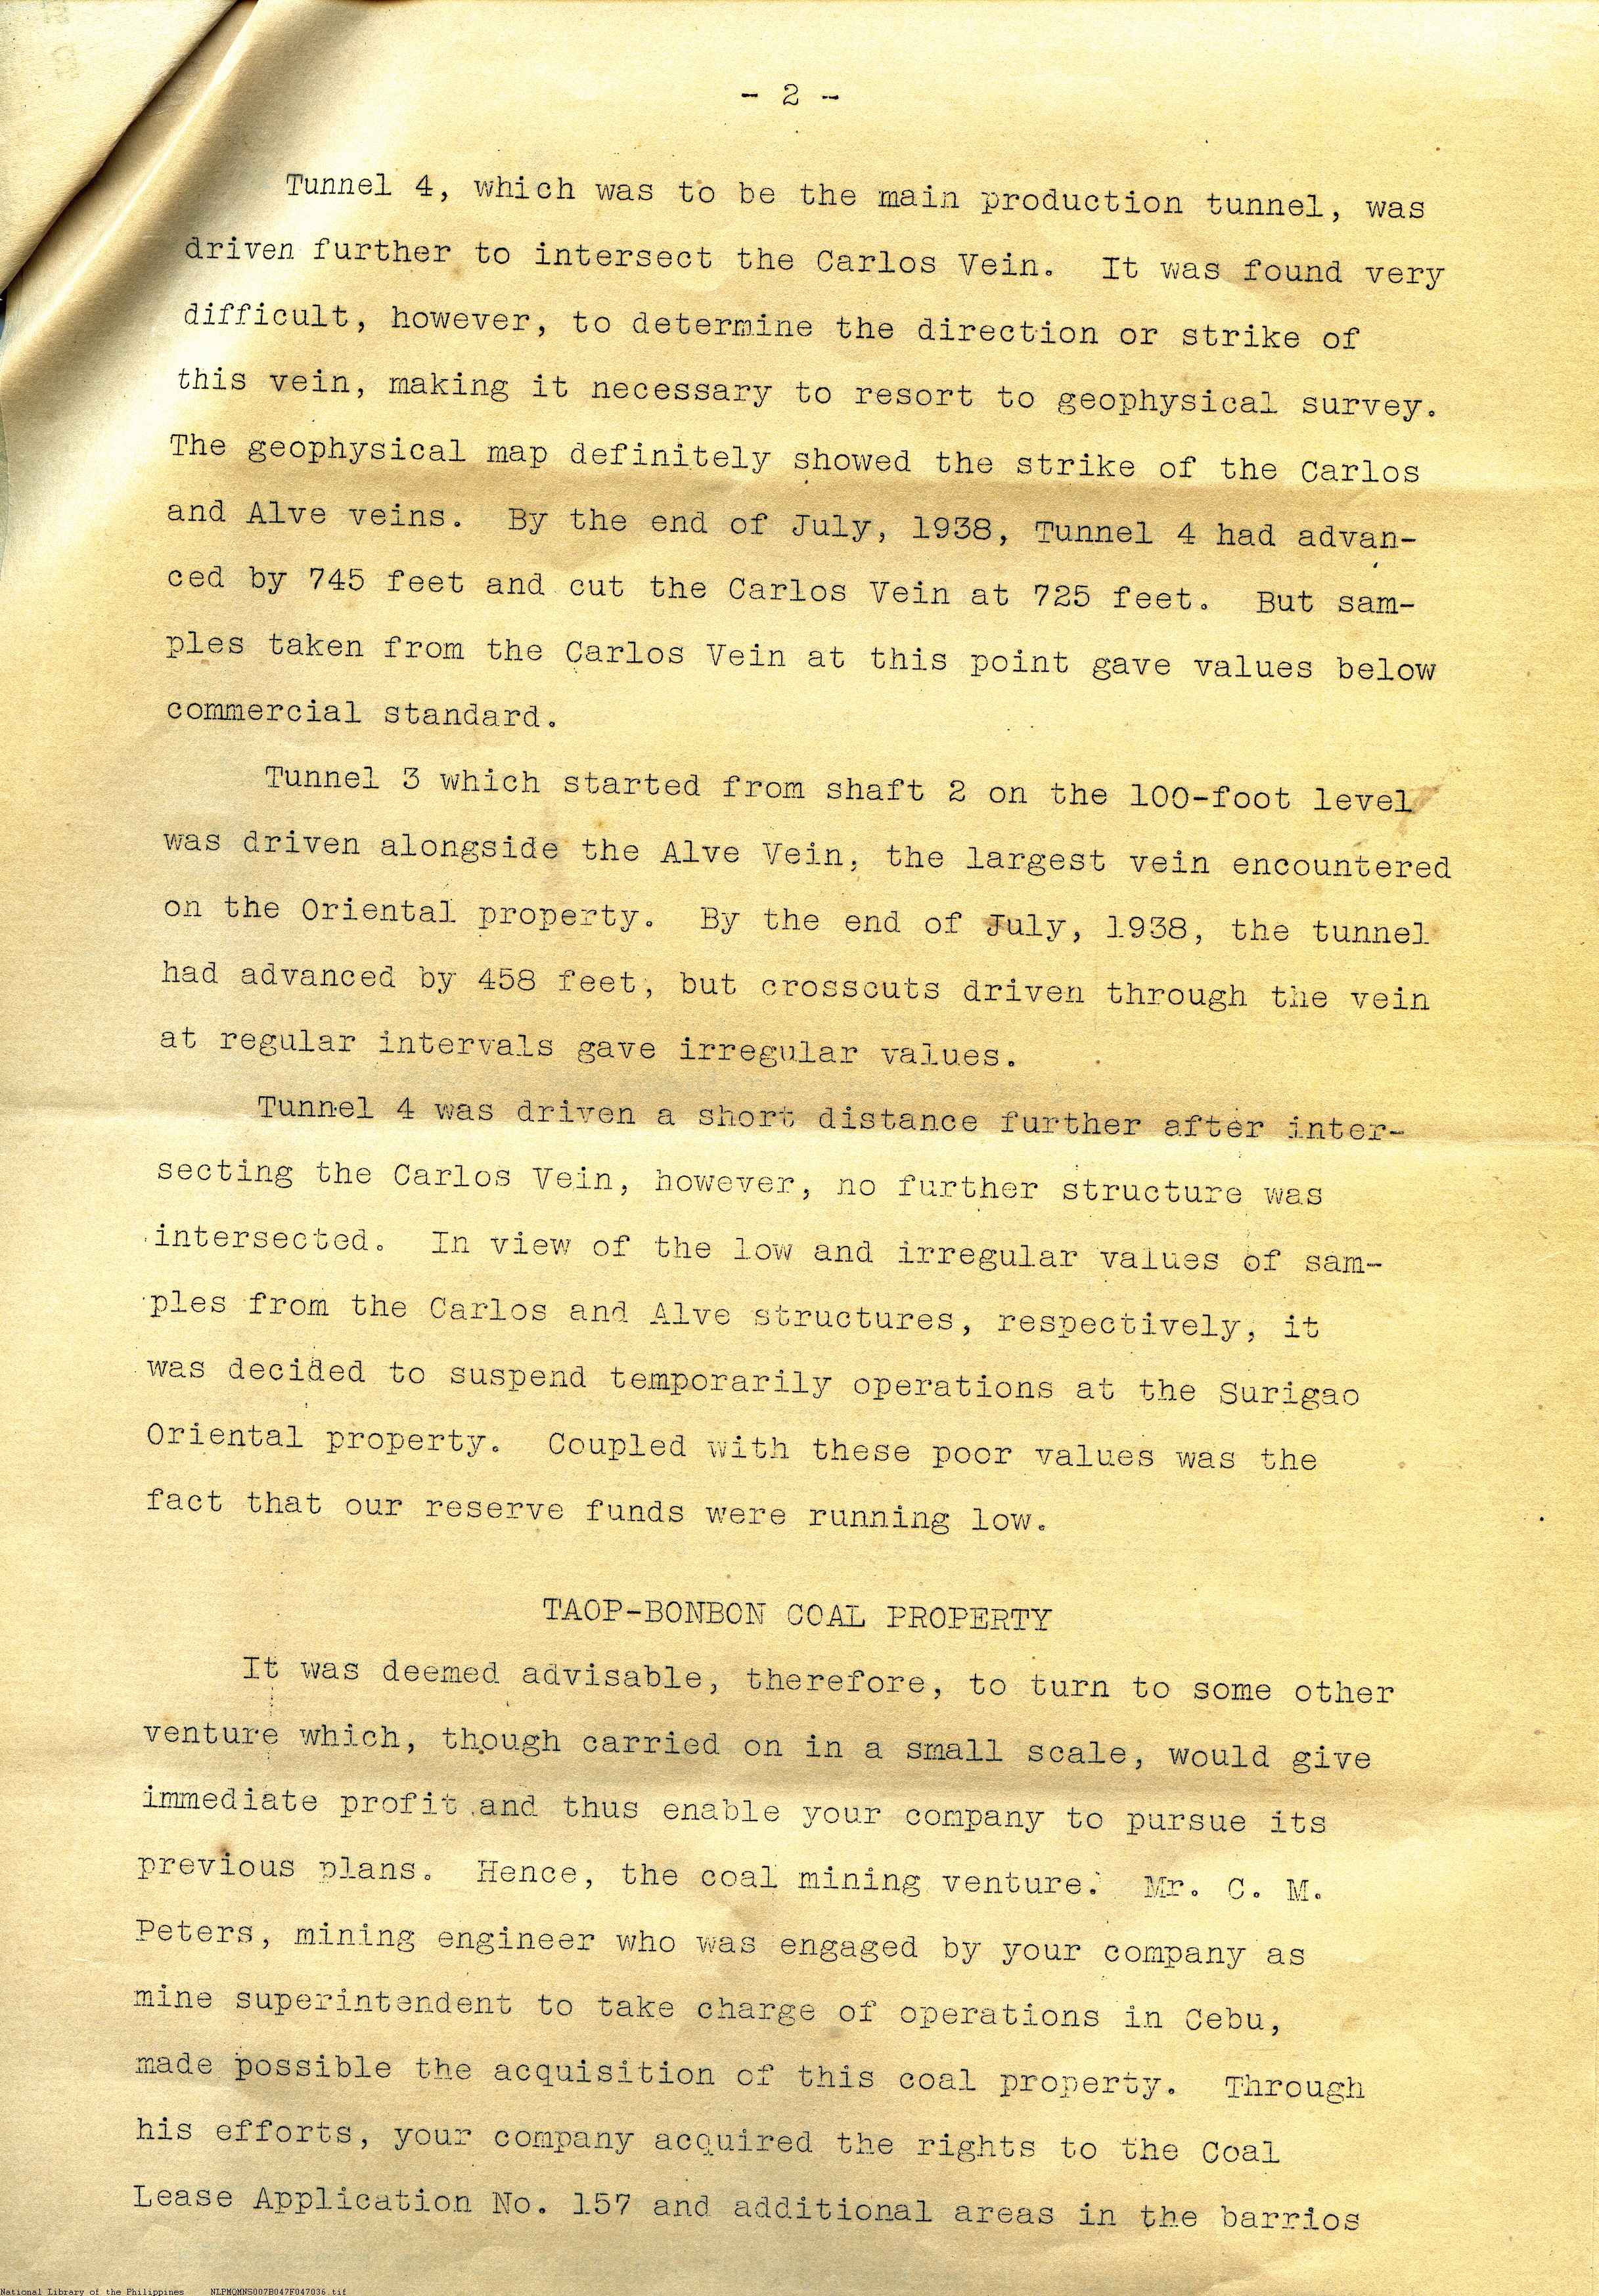 - 2 -
Tunnel 4, which was to be the main production tunnel, was
driven further to intersect the Carlos Vein. It was found very
difficult, however, to determine the direction or strike of
this vein, making it necessary to resort to geophysical survey.
The geophysical map definitely showed the strike of the Carlos
and Alve veins. By the end of July, 1938, Tunnel 4 had advan-
ced by 745 feet and cut the Carlos Vein at 725 feet. But sam-
ples taken from the Carlos Vein at this point gave values below
commercial standard.
Tunnel 3 which started from shaft 2 on the 100-foot level
was driven alongside the Alve Vein, the largest vein encountered
on the Oriental property. By the end of July, 1938, the tunnel
had advanced by 458 feet, but crosscuts driven through the vein
at regular intervals gave irregular values.
Tunnel 4 was driven a short distance further after inter-
secting the Carlos Vein, however, no further structure was
intersected. In view of the low and irregular values of sam-
ples from the Carlos and Alve structures, respectively, it
was decided to suspend temporarily operations at the Surigao
Oriental property. Coupled with these poor values was the
fact that our reserve funds were running low.
TAOP-BONBON COAL PROPERTY
It was deemed advisable, therefore, to turn to some other
venture which, though carried on in a small scale, would give
immediate profit and thus enable your company to pursue its
previous plans. Hence, the coal mining venture. Mr. C. M.
Peters, mining engineer who was engaged by your company as
mine superintendent to take charge of operations in Cebu,
made possible the acquisition of this coal property. Through
his efforts, your company acquired the rights to the Coal
Lease Application No. 157 and additional areas in the barrios
National Library of the Philippines NLPMQMNS007B047F047036.tif